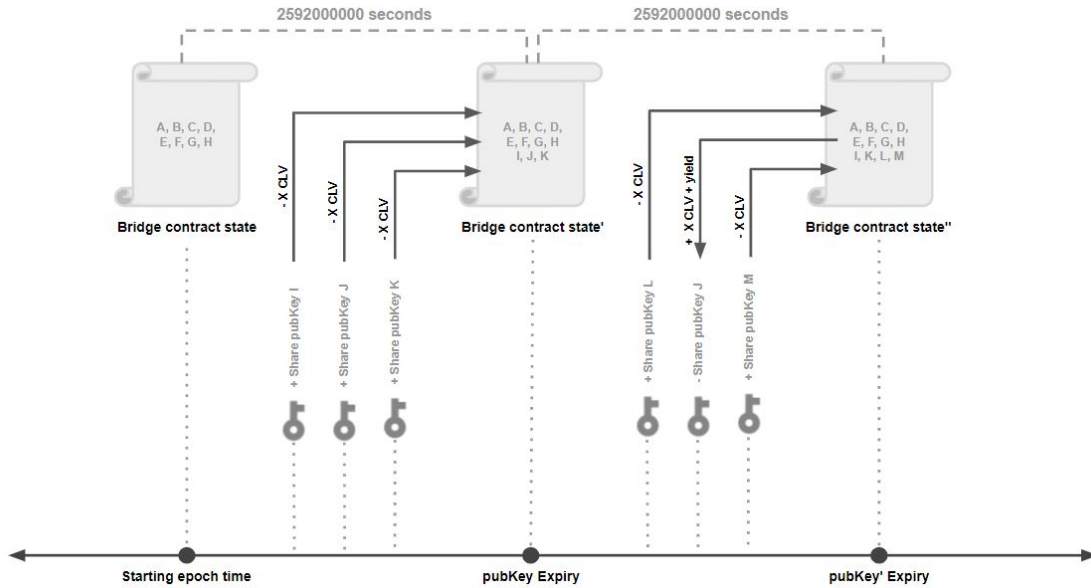 2592000000 seconds
2592000000 seconds
A, B, C, D,
E, F, G, H
A, B, C, D,
E, F, G, H
I, J, K
A, B, C, D,
E, F, G, H
I, K, L, M
- X CLV
- X CLV
- X CLV
- X CLV
+ X CLV + yield
- X CLV
Bridge contract state
Bridge contract state'
Bridge contract state"
+ Share pubKey I
+ Share pubKey J
+ Share pubKey K
+ Share pubKey L
- Share pubKey J
+ Share pubKey M
Starting epoch time
pubKey Expiry
pubKey' Expiry